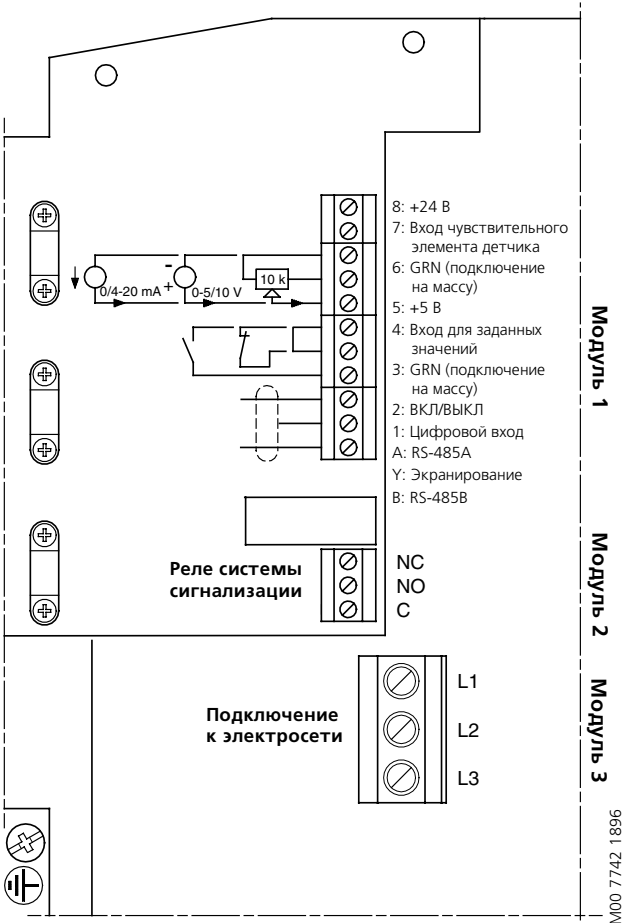 8: +24 В
7: Вход чувствительного
элемента детчика
6: GRN (подключение
на массу)
5: +5 В
4: Вход для заданных
значений
3: GRN (подключение
на массу)
2: ВКЛ/ВЫКЛ
1: Цифровой вход
A: RS-485A
Y: Экранирование
B: RS-485B
- 
+
0/4-20 mA
0-5/10 V
10 k
Модуль 1
Реле системы
сигнализации
NC
NO
C
Модуль 2
Подключение
к электросети
L1
L2
L3
Модуль 3
M00 7742 1896